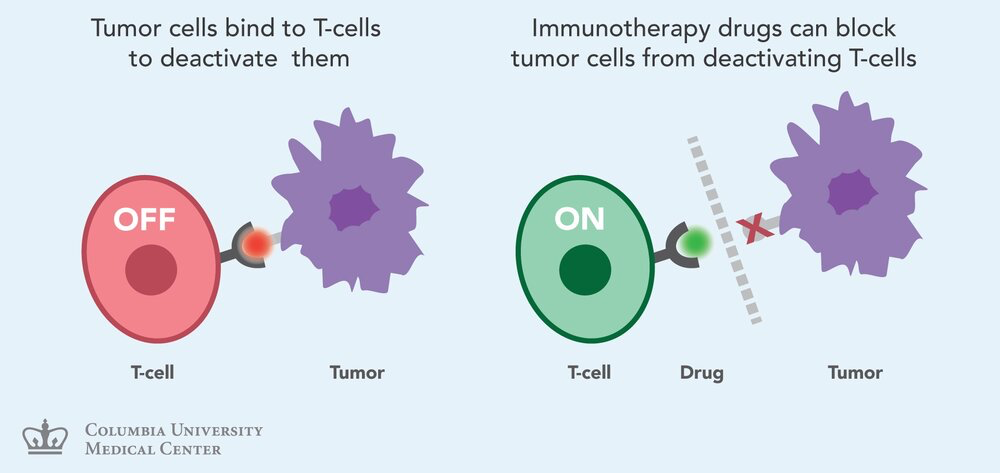 Tumor cells bind to T-cells
to deactivate them
Immunotherapy drugs can block
tumor cells from deactivating T-cells
OFF
ON
T-cell
Tumor
T-cell
Drug
Tumor
COLUMBIA UNIVERSITY
MEDICAL CENTER